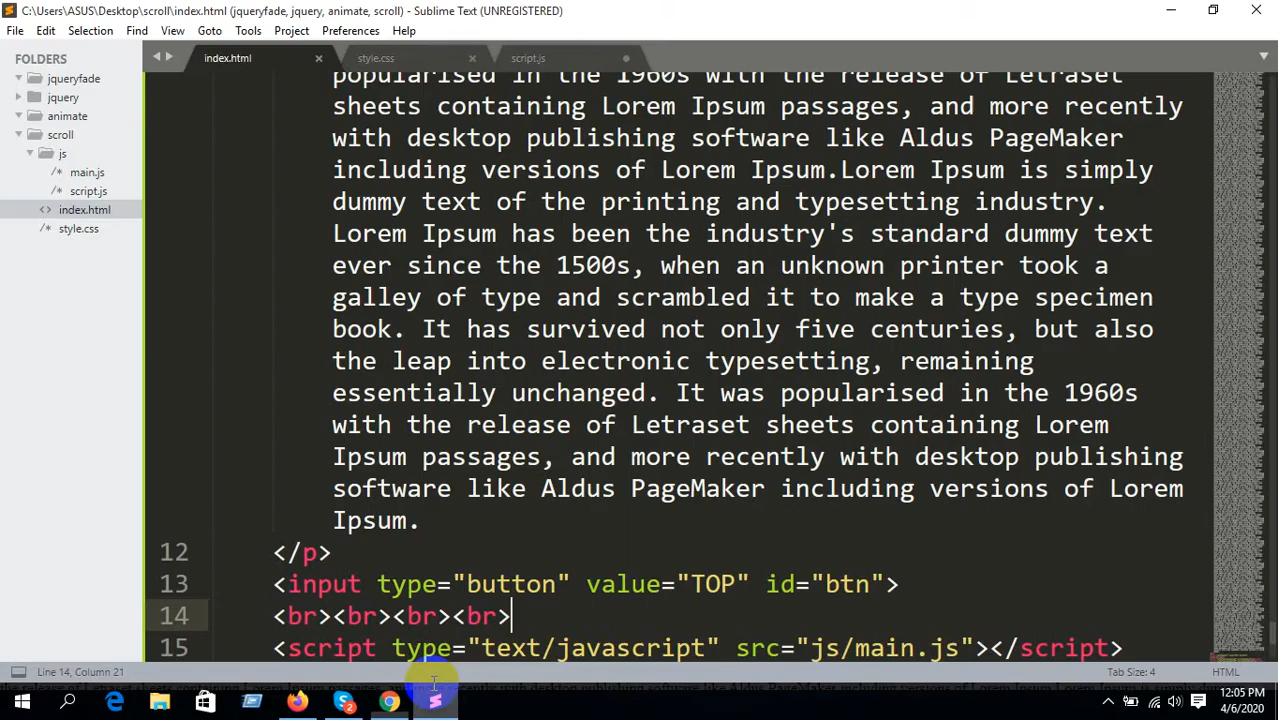 C:\Users\ASUS\Desktop\scroll\index.html (jqueryfade, jquery, animate, scroll) - Sublime Text (UNREGISTERED)
File Edit Selection Find View Goto Tools Project Preferences Help
FOLDERS
jqueryfade
jquery
animate
scroll
js
/* main.js
/* script.js
<> index.html
/* style.css
index.html
style.css
script.js
popularised in the 1960s with the release of Letraset
sheets containing Lorem Ipsum passages, and more recently
with desktop publishing software like Aldus PageMaker
including versions of Lorem Ipsum.Lorem Ipsum is simply
dummy text of the printing and typesetting industry.
Lorem Ipsum has been the industry's standard dummy text
ever since the 1500s, when an unknown printer took a
galley of type and scrambled it to make a type specimen
book. It has survived not only five centuries, but also
the leap into electronic typesetting, remaining
essentially unchanged. It was popularised in the 1960s
with the release of Letraset sheets containing Lorem
Ipsum passages, and more recently with desktop publishing
software like Aldus PageMaker including versions of Lorem
Ipsum.
12 </p>
13 <input type="button" value="TOP" id="btn">
14 <br><br><br><br>
15 <script type="text/javascript" src="js/main.js"></script>
Line 14, Column 21
Tab Size: 4
HTML
2
12:05 PM
4/6/2020